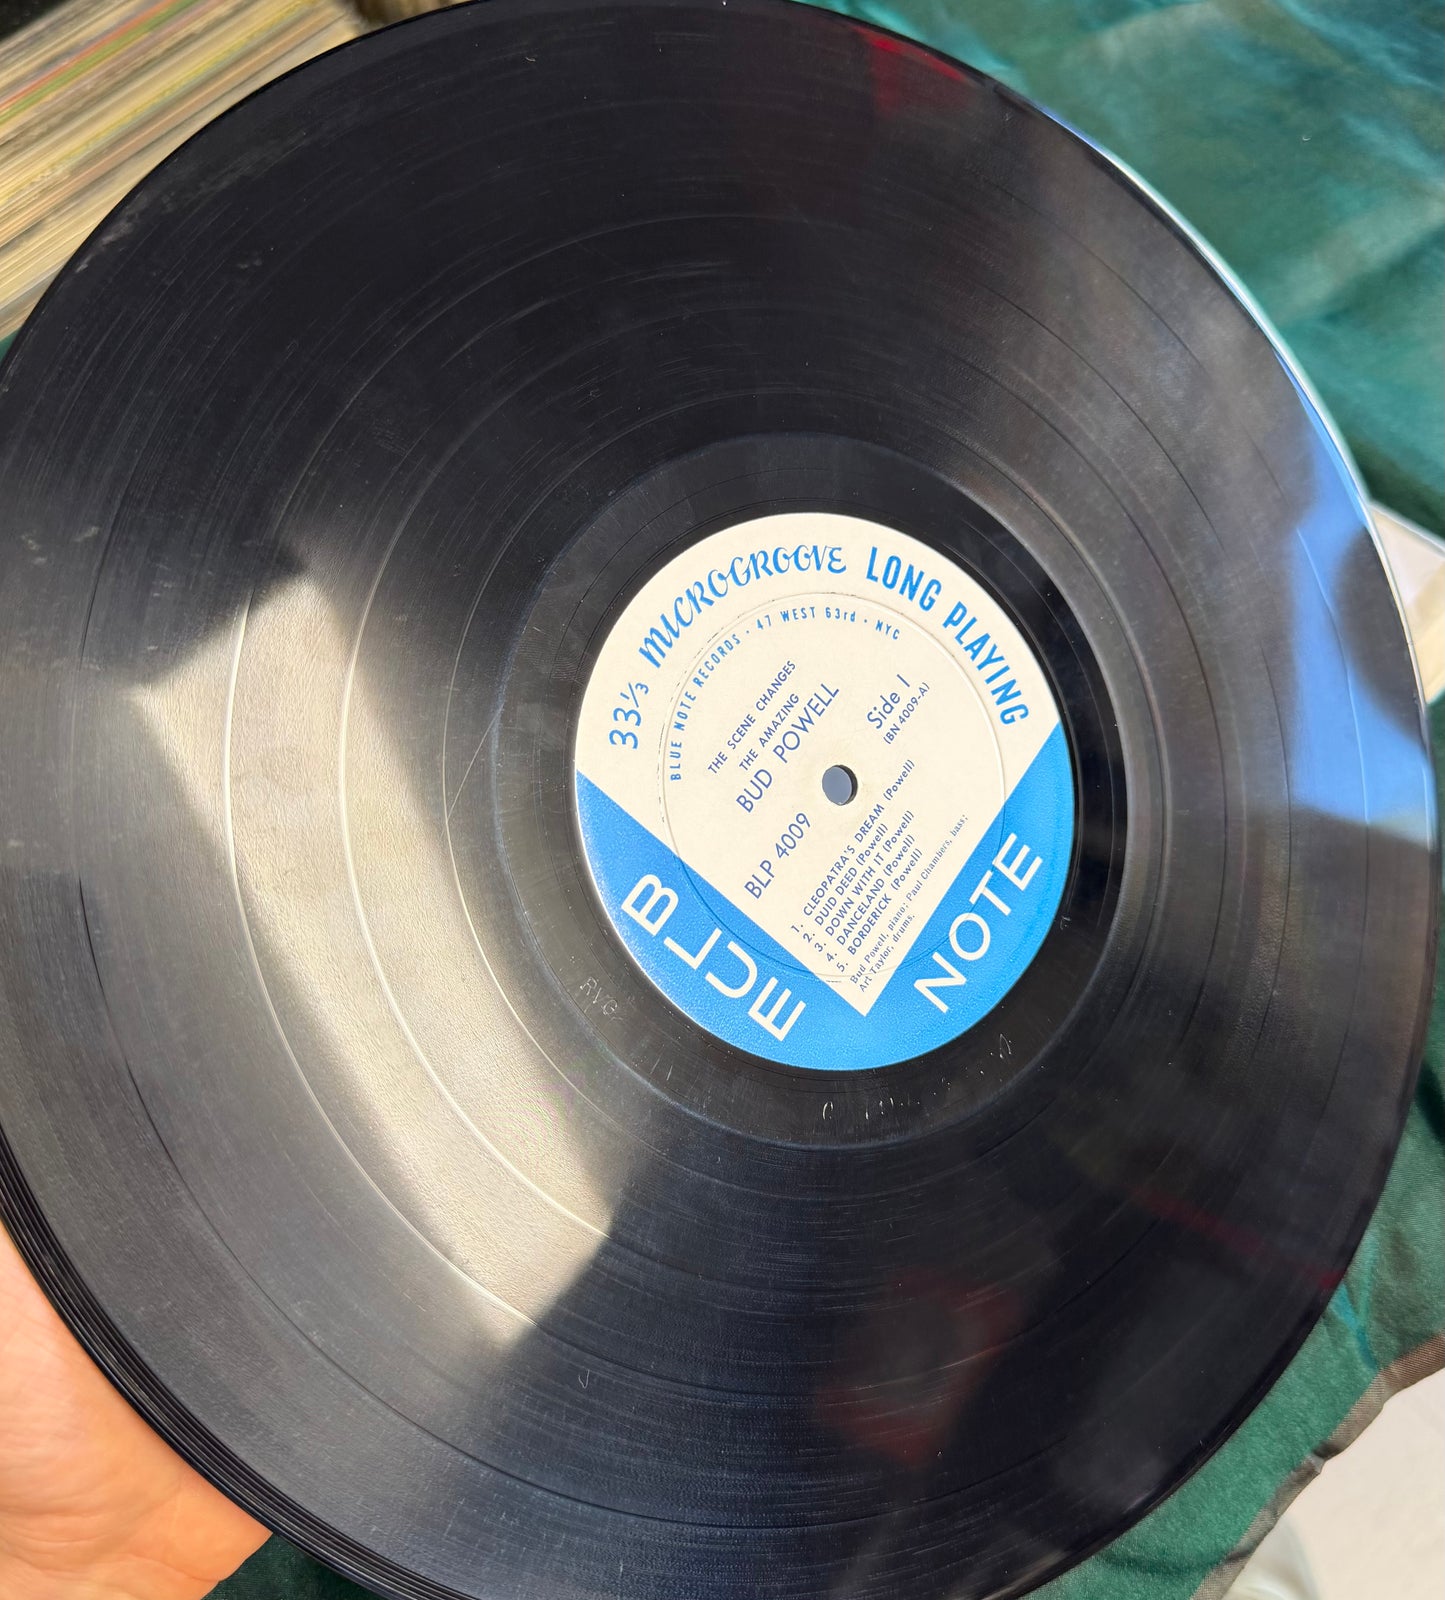 33⅓ MICROGROOVE LONG PLAYING
BLUE NOTE RECORDS · 47 WEST 63rd · NYC
THE SCENE CHANGES
THE AMAZING
BUD POWELL
Side 1
(BN 4009-A)
BLP 4009
1. CLEOPATRA'S DREAM (Powell)
2. DUID DEED (Powell)
3. DOWN WITH IT (Powell)
4. DANCELAND (Powell)
5. BORDERICK (Powell)
Bud Powell, piano; Paul Chambers, bass;
Art Taylor, drums.
BLUE
NOTE
RVG